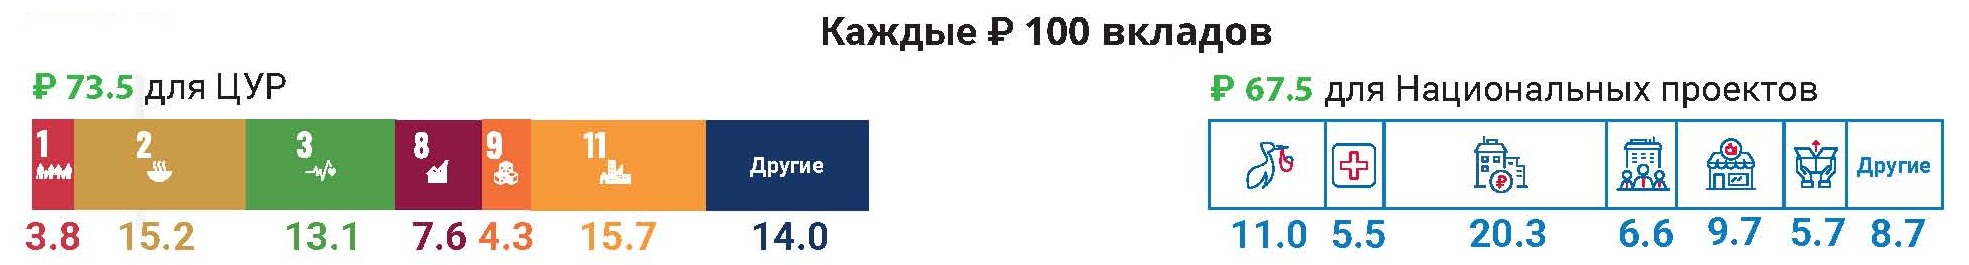 Каждые ₽ 100 вкладов
₽ 73.5 для ЦУР
1 2 3 8 9 11 Другие
3.8 15.2 13.1 7.6 4.3 15.7 14.0
₽ 67.5 для Национальных проектов
₽ Другие
11.0 5.5 20.3 6.6 9.7 5.7 8.7